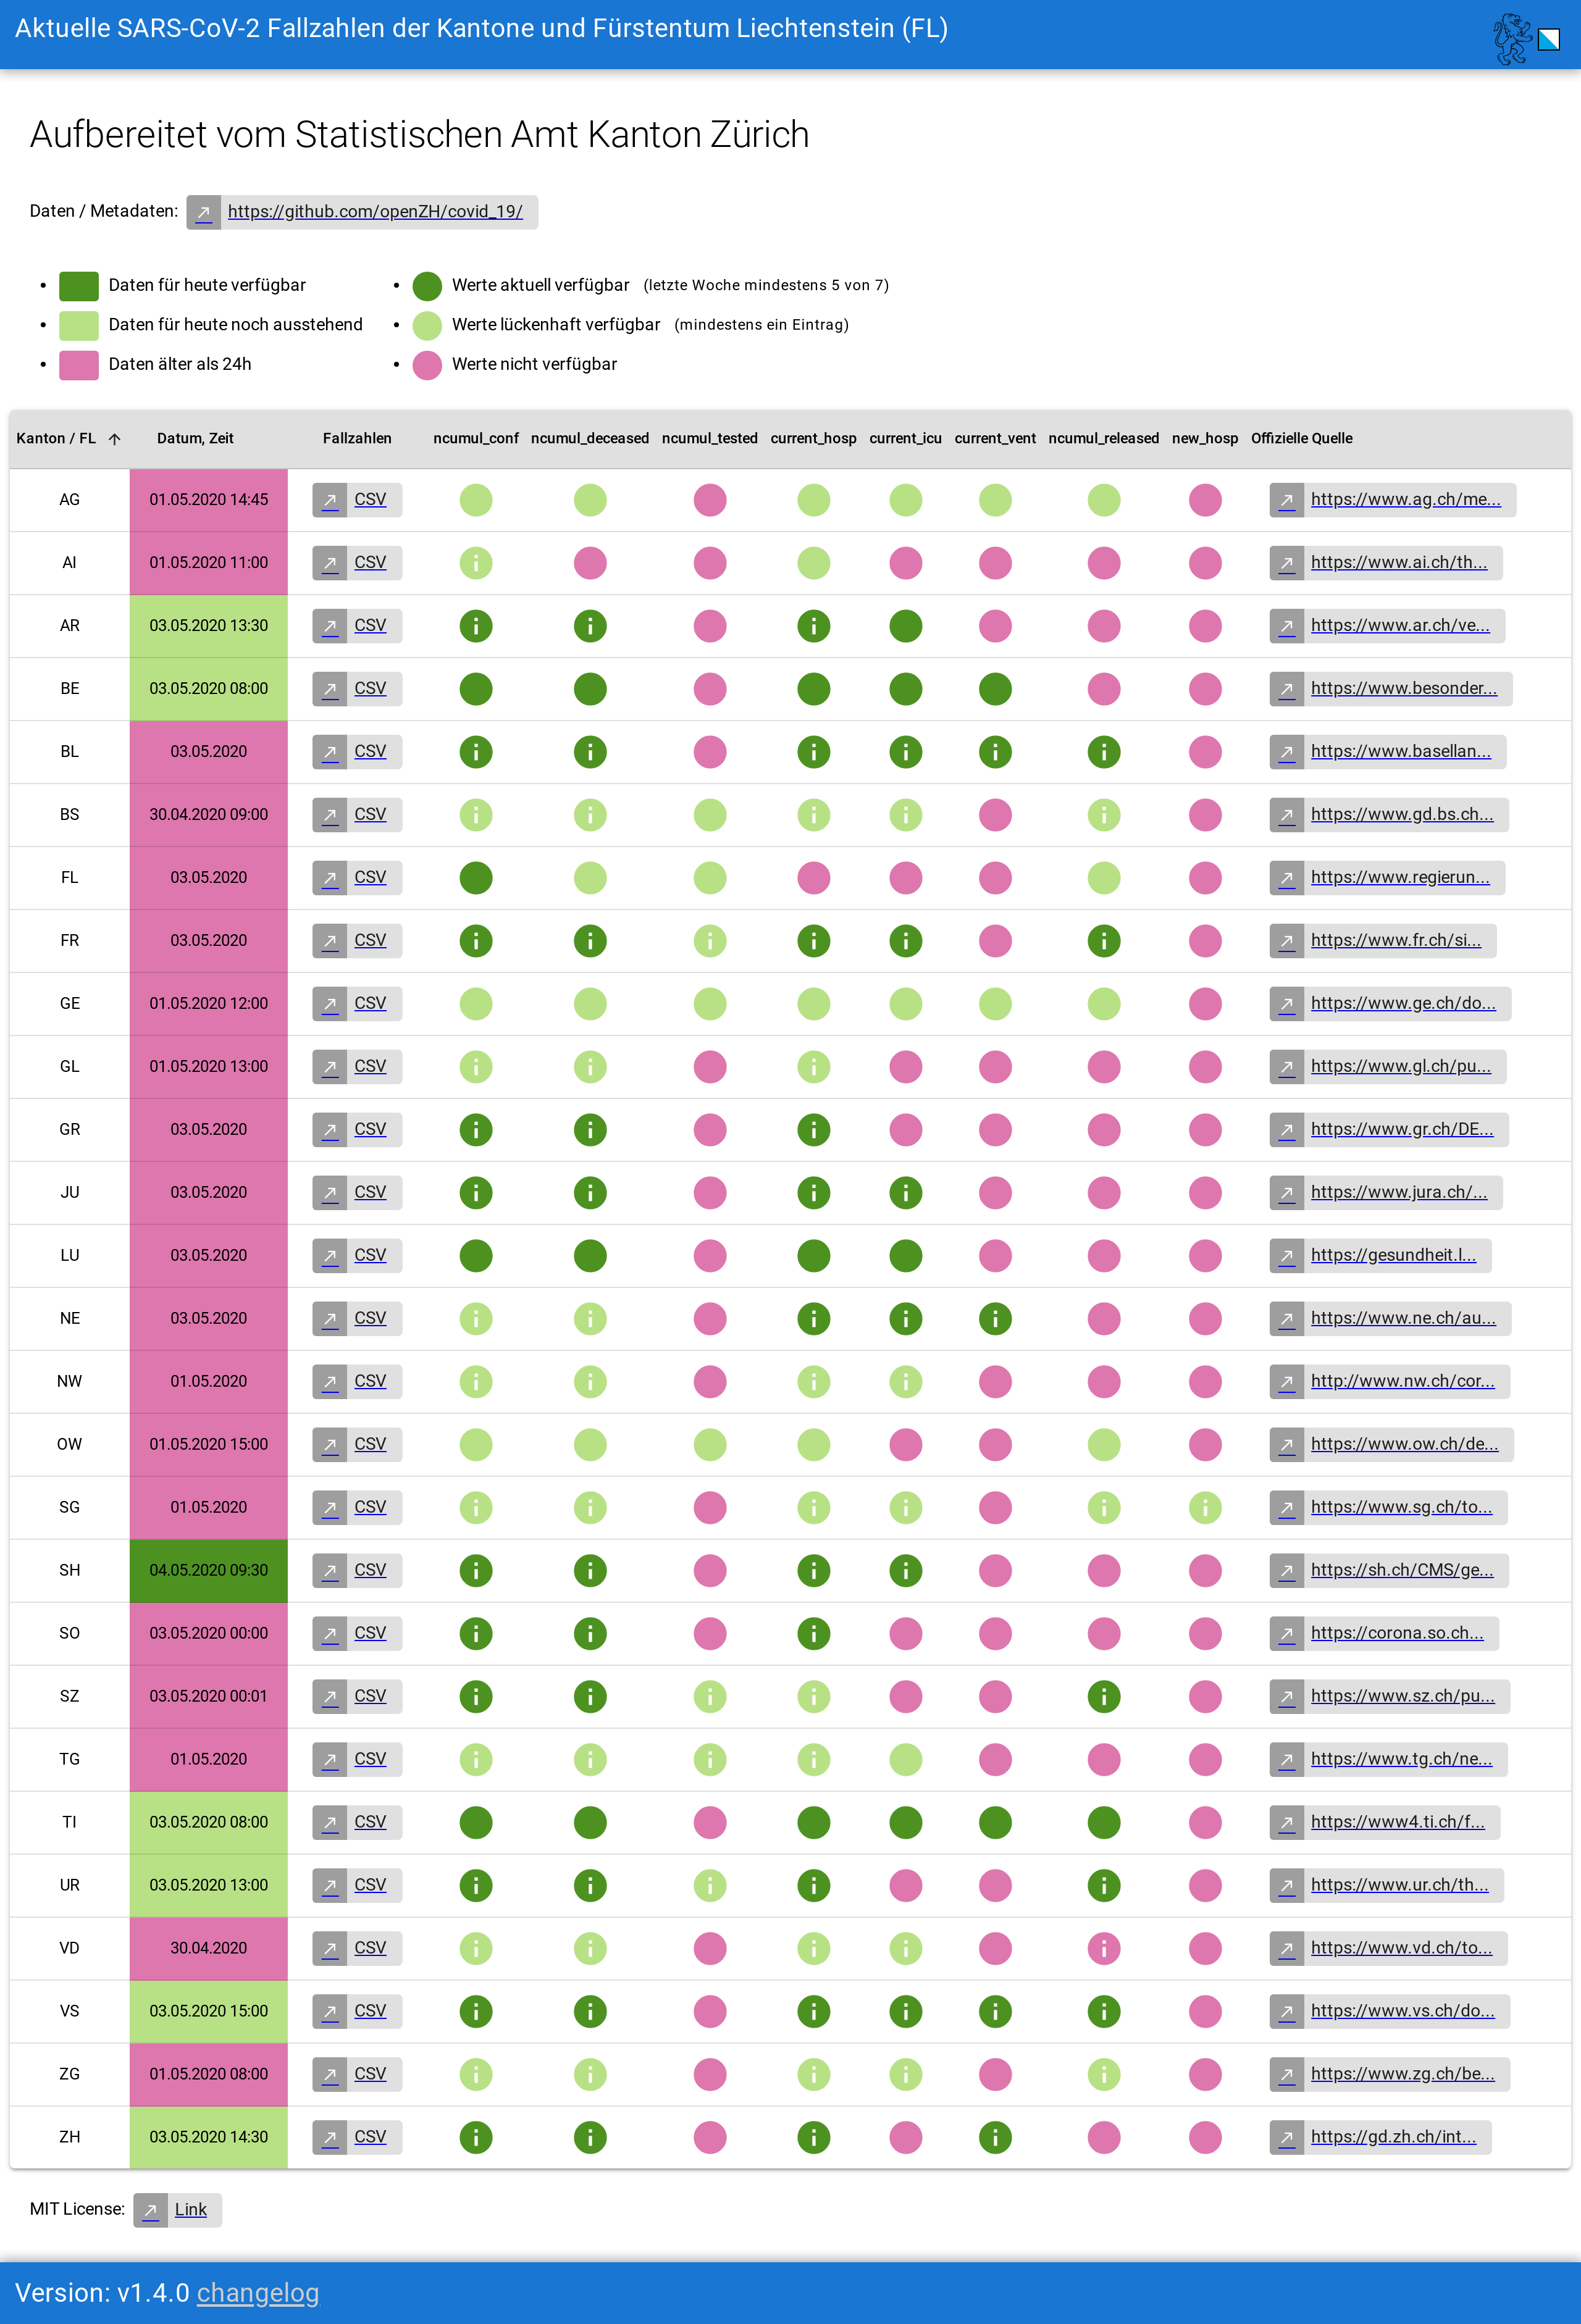 Aktuelle SARS-CoV-2 Fallzahlen der Kantone und Fürstentum Liechtenstein (FL)
Aufbereitet vom Statistischen Amt Kanton Zürich
Daten / Metadaten: https://github.com/openZH/covid_19/
Daten für heute verfügbar
Daten für heute noch ausstehend
Daten älter als 24h
Werte aktuell verfügbar (letzte Woche mindestens 5 von 7)
Werte lückenhaft verfügbar (mindestens ein Eintrag)
Werte nicht verfügbar
Kanton / FL Datum, Zeit Fallzahlen ncumul_conf ncumul_deceased ncumul_tested current_hosp current_icu current_vent ncumul_released new_hosp Offizielle Quelle
AG 01.05.2020 14:45 CSV https://www.ag.ch/me...
AI 01.05.2020 11:00 CSV https://www.ai.ch/th...
AR 03.05.2020 13:30 CSV https://www.ar.ch/ve...
BE 03.05.2020 08:00 CSV https://www.besonder...
BL 03.05.2020 CSV https://www.basellan...
BS 30.04.2020 09:00 CSV https://www.gd.bs.ch...
FL 03.05.2020 CSV https://www.regierun...
FR 03.05.2020 CSV https://www.fr.ch/si...
GE 01.05.2020 12:00 CSV https://www.ge.ch/do...
GL 01.05.2020 13:00 CSV https://www.gl.ch/pu...
GR 03.05.2020 CSV https://www.gr.ch/DE...
JU 03.05.2020 CSV https://www.jura.ch/...
LU 03.05.2020 CSV https://gesundheit.l...
NE 03.05.2020 CSV https://www.ne.ch/au...
NW 01.05.2020 CSV http://www.nw.ch/cor...
OW 01.05.2020 15:00 CSV https://www.ow.ch/de...
SG 01.05.2020 CSV https://www.sg.ch/to...
SH 04.05.2020 09:30 CSV https://sh.ch/CMS/ge...
SO 03.05.2020 00:00 CSV https://corona.so.ch...
SZ 03.05.2020 00:01 CSV https://www.sz.ch/pu...
TG 01.05.2020 CSV https://www.tg.ch/ne...
TI 03.05.2020 08:00 CSV https://www4.ti.ch/f...
UR 03.05.2020 13:00 CSV https://www.ur.ch/th...
VD 30.04.2020 CSV https://www.vd.ch/to...
VS 03.05.2020 15:00 CSV https://www.vs.ch/do...
ZG 01.05.2020 08:00 CSV https://www.zg.ch/be...
ZH 03.05.2020 14:30 CSV https://gd.zh.ch/int...
MIT License: Link
Version: v1.4.0 changelog